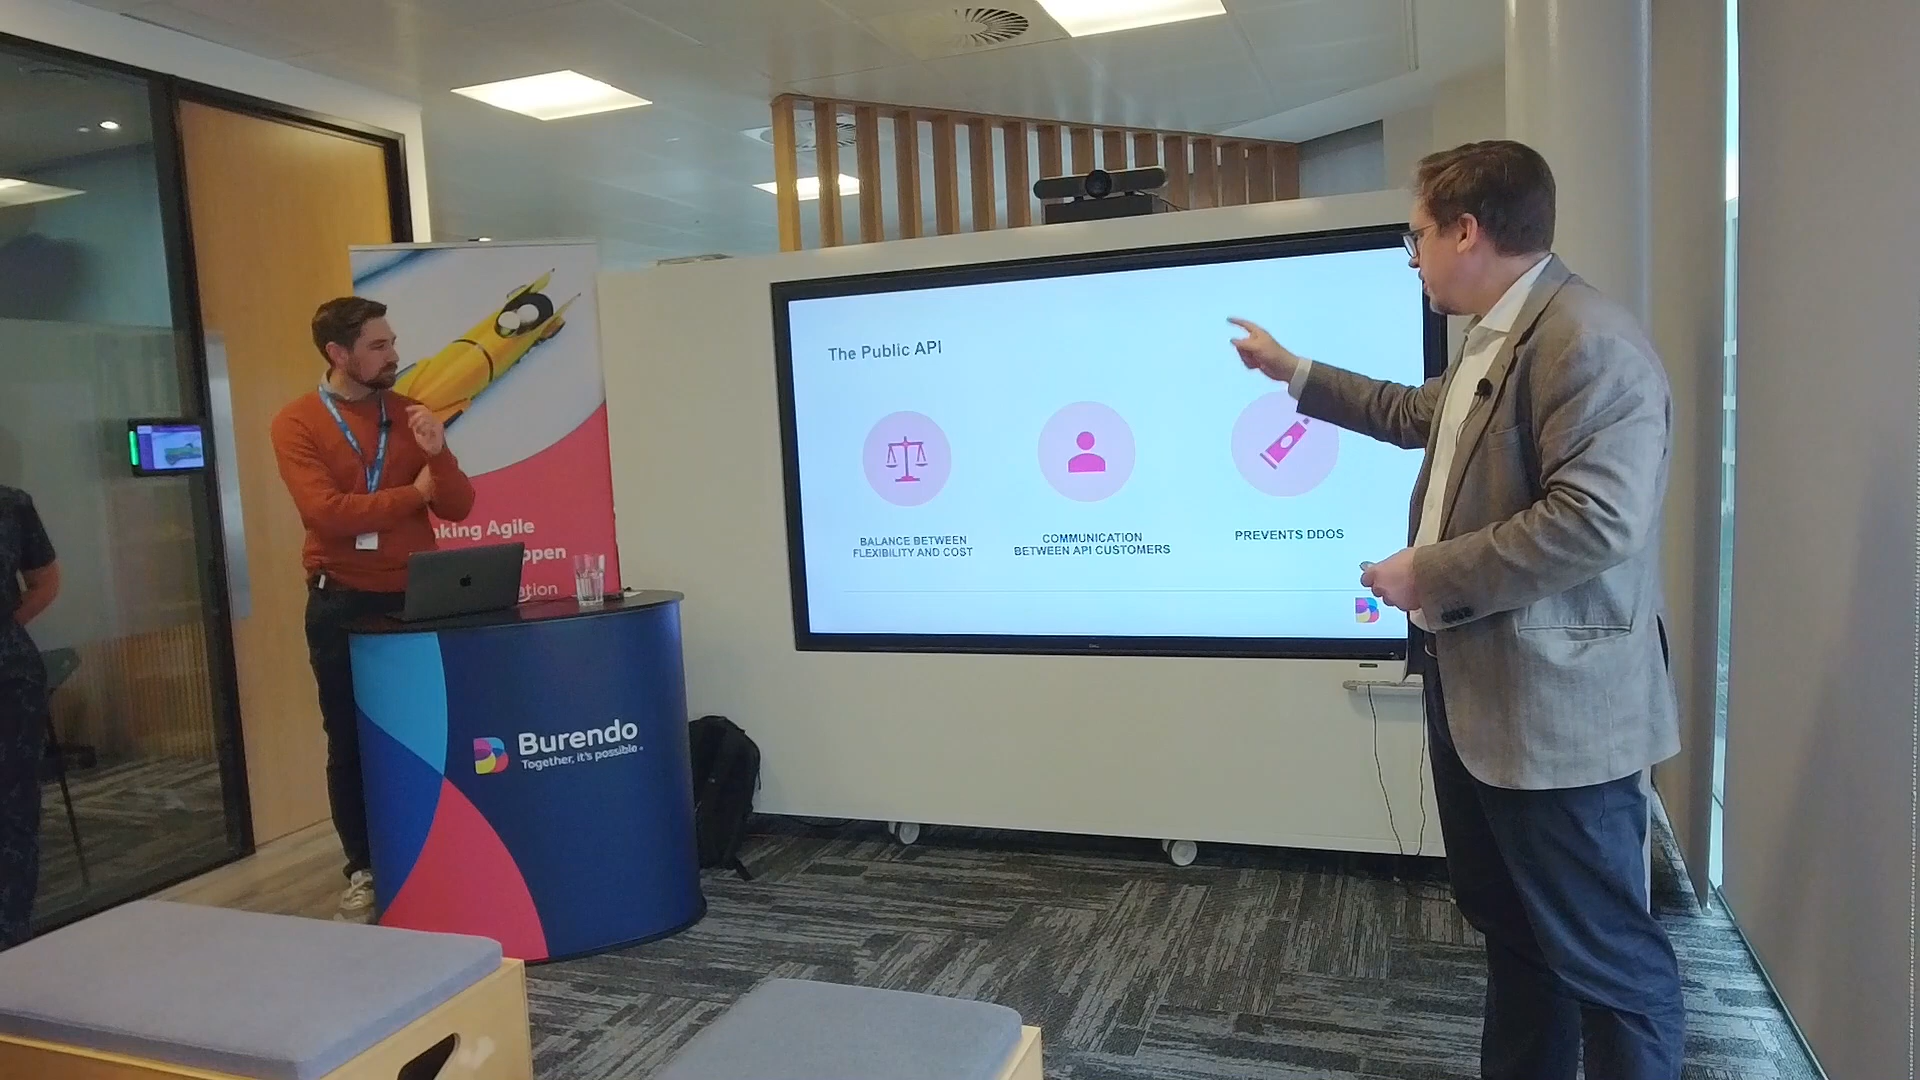 The Public API
BALANCE BETWEEN
FLEXIBILITY AND COST
COMMUNICATION
BETWEEN API CUSTOMERS
PREVENTS DDOS
king Agile
ppen
ation
Burendo
Together, it's possible